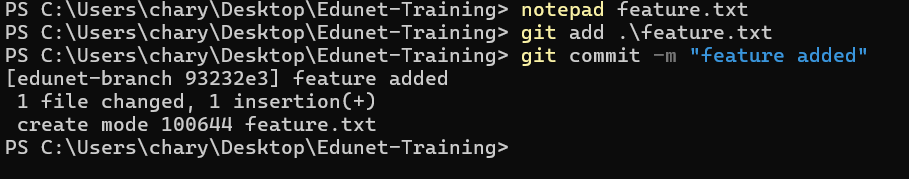 PS C:\Users\chary\Desktop\Edunet-Training> notepad feature.txt
PS C:\Users\chary\Desktop\Edunet-Training> git add .\feature.txt
PS C:\Users\chary\Desktop\Edunet-Training> git commit -m "feature added"
[edunet-branch 93232e3] feature added
 1 file changed, 1 insertion(+)
 create mode 100644 feature.txt
PS C:\Users\chary\Desktop\Edunet-Training>